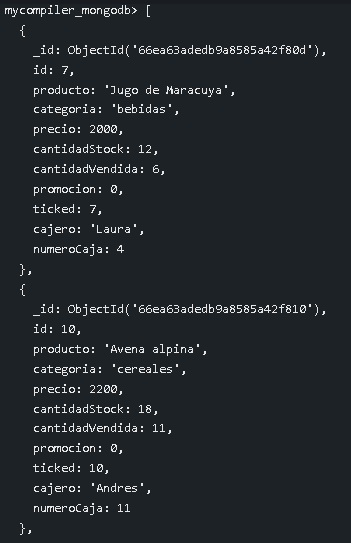 mycompiler_mongodb> [
  {
    _id: ObjectId('66ea63adedb9a8585a42f80d'),
    id: 7,
    producto: 'Jugo de Maracuya',
    categoria: 'bebidas',
    precio: 2000,
    cantidadStock: 12,
    cantidadVendida: 6,
    promocion: 0,
    ticked: 7,
    cajero: 'Laura',
    numeroCaja: 4
  },
  {
    _id: ObjectId('66ea63adedb9a8585a42f810'),
    id: 10,
    producto: 'Avena alpina',
    categoria: 'cereales',
    precio: 2200,
    cantidadStock: 18,
    cantidadVendida: 11,
    promocion: 0,
    ticked: 10,
    cajero: 'Andres',
    numeroCaja: 11
  },